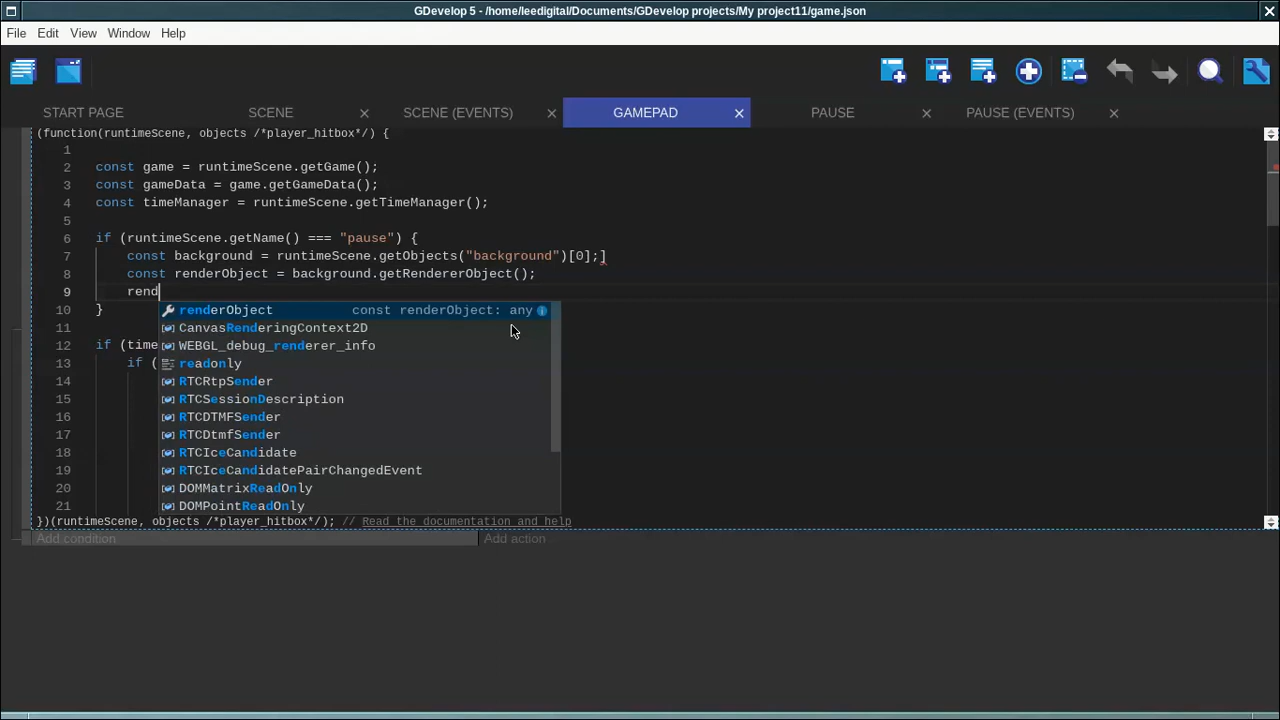 GDevelop 5 - /home/leedigital/Documents/GDevelop projects/My project11/game.json
File Edit View Window Help
START PAGE SCENE SCENE (EVENTS) GAMEPAD PAUSE PAUSE (EVENTS)
(function(runtimeScene, objects /*player_hitbox*/) {
1
2 const game = runtimeScene.getGame();
3 const gameData = game.getGameData();
4 const timeManager = runtimeScene.getTimeManager();
5
6 if (runtimeScene.getName() === "pause") {
7 const background = runtimeScene.getObjects("background")[0];]
8 const renderObject = background.getRendererObject();
9 rend
10 } renderObject const renderObject: any
11 CanvasRenderingContext2D
12 if (time WEBGL_debug_renderer_info
13 if ( readonly
14 RTCRtpSender
15 RTCSessionDescription
16 RTCDTMFSender
17 RTCDtmfSender
18 RTCIceCandidate
19 RTCIceCandidatePairChangedEvent
20 DOMMatrixReadOnly
21 DOMPointReadOnly
})(runtimeScene, objects /*player_hitbox*/); // Read the documentation and help
Add condition Add action